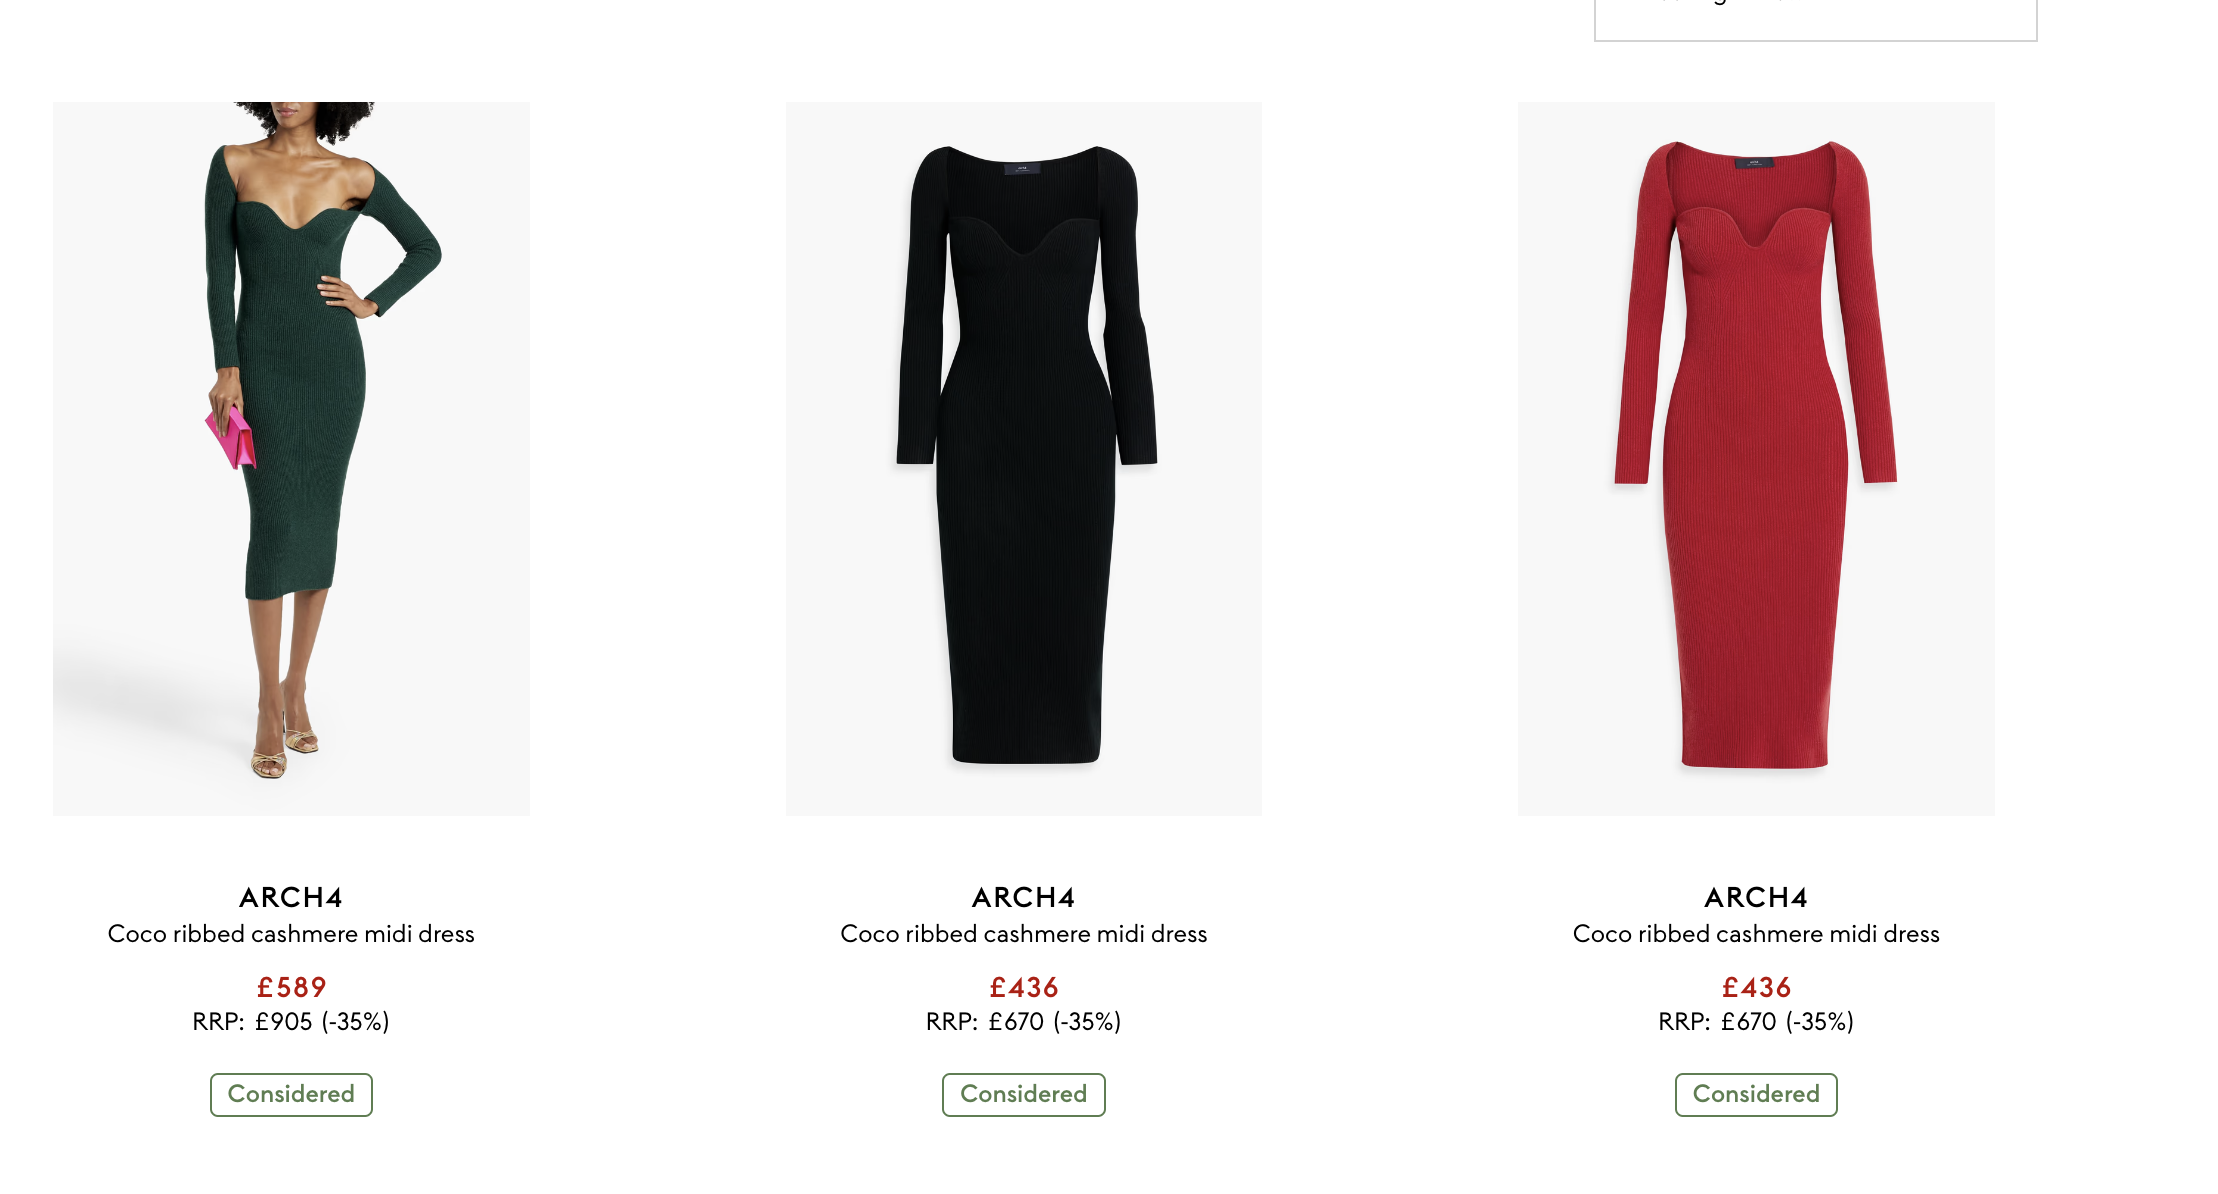 ARCH4
Coco ribbed cashmere midi dress
£589
RRP: £905 (-35%)
Considered
ARCH4
Coco ribbed cashmere midi dress
£436
RRP: £670 (-35%)
Considered
ARCH4
Coco ribbed cashmere midi dress
£436
RRP: £670 (-35%)
Considered